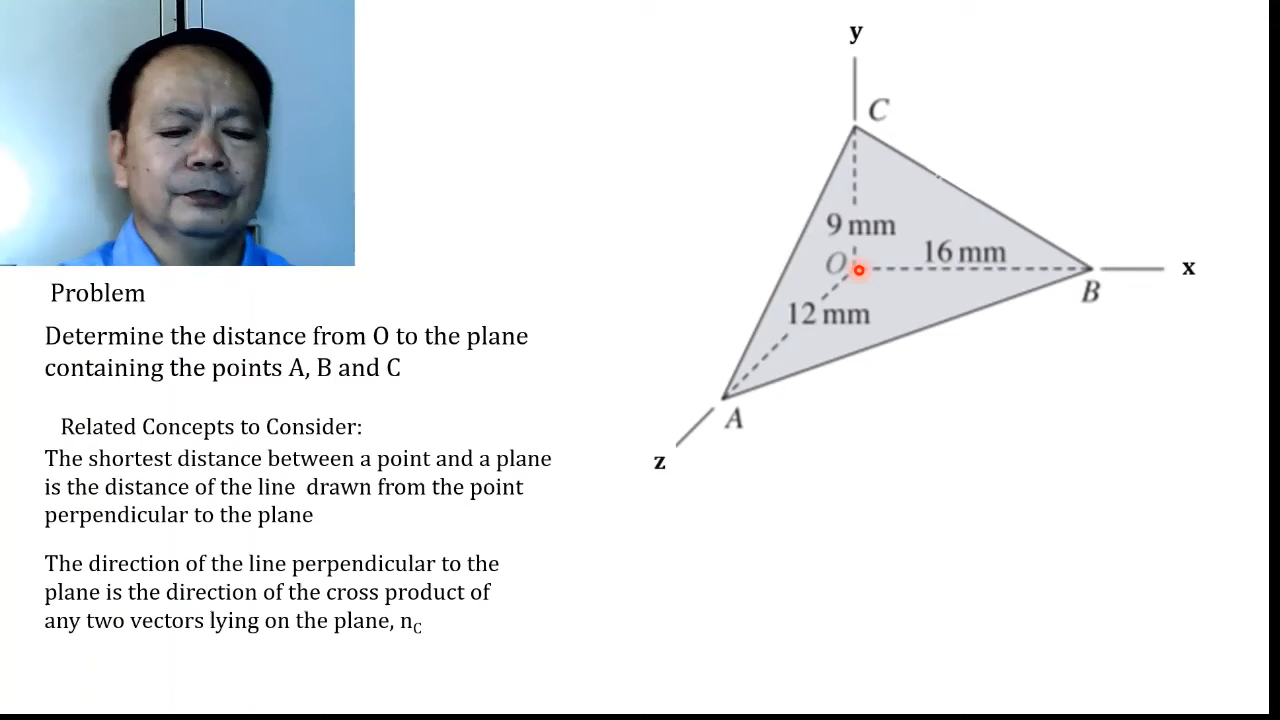 Problem
Determine the distance from O to the plane
containing the points A, B and C
Related Concepts to Consider:
The shortest distance between a point and a plane
is the distance of the line drawn from the point
perpendicular to the plane
The direction of the line perpendicular to the
plane is the direction of the cross product of
any two vectors lying on the plane, nC
y
C
9 mm
16 mm
O
x
B
12 mm
A
z